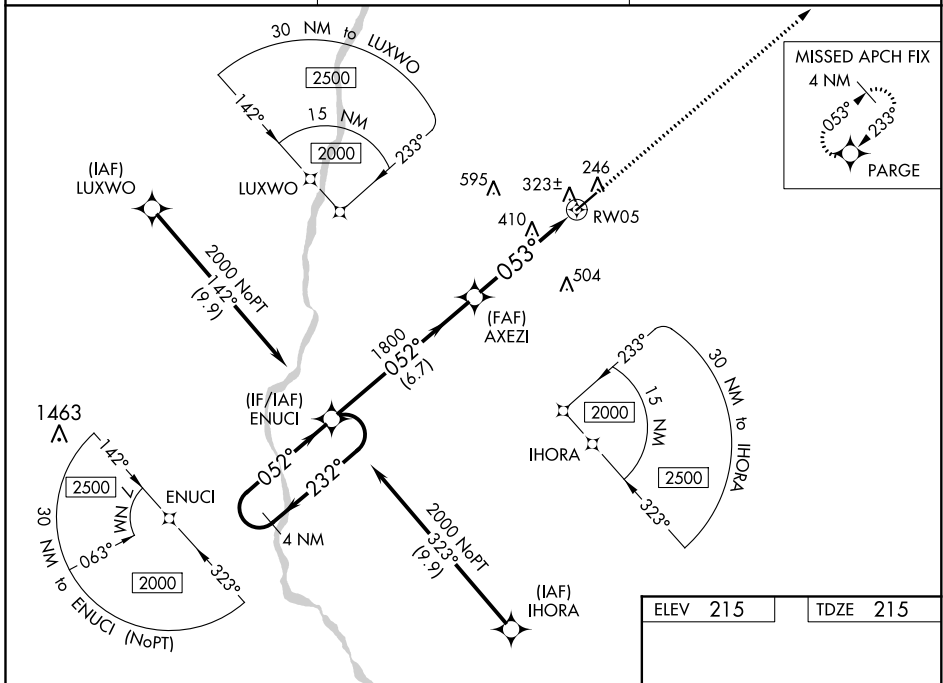 30 NM to LUXWO
2500
142°
15 NM
2000
233°
LUXWO
MISSED APCH FIX
4 NM
053°
233°
PARGE
(IAF)
LUXWO
2000 NoPT
142°
(9.9)
595
323±
246
410
RW05
053°
504
(FAF)
AXEZI
1800
052°
(6.7)
(IF/IAF)
ENUCI
052°
232°
4 NM
1463
142°
2500
7 NM
063°
ENUCI
2000
323°
30 NM to ENUCI (NoPT)
233°
15 NM
2000
IHORA
30 NM to IHORA
2500
323°
2000 NoPT
323°
(9.9)
(IAF)
IHORA
ELEV 215
TDZE 215